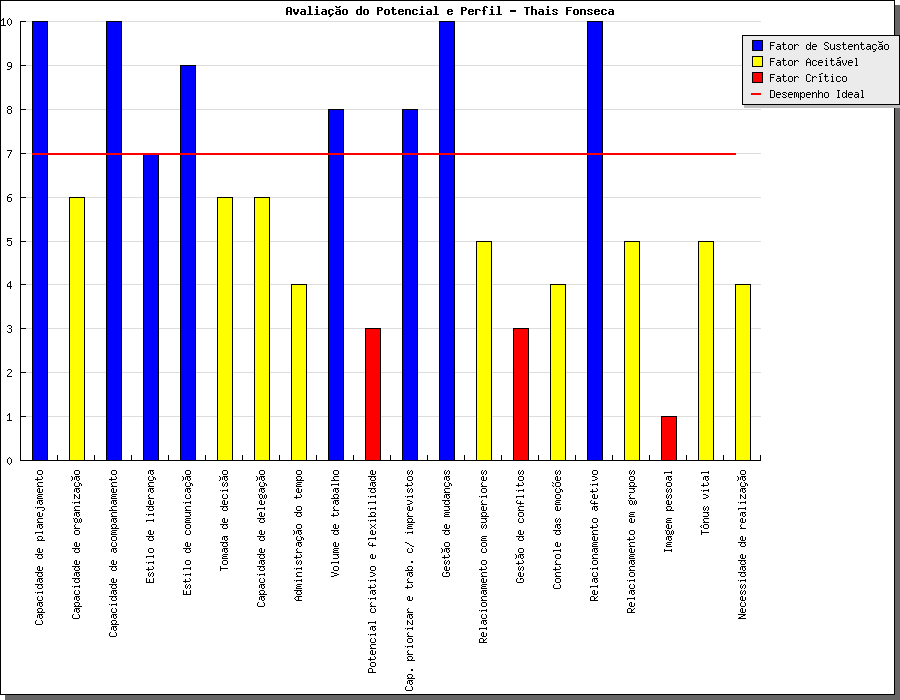 Avaliação do Potencial e Perfil - Thais Fonseca
Fator de Sustentação
Fator Aceitável
Fator Crítico
Desempenho Ideal
10
9
8
7
6
5
4
3
2
1
0
Capacidade de planejamento
Capacidade de organização
Capacidade de acompanhamento
Estilo de liderança
Estilo de comunicação
Tomada de decisão
Capacidade de delegação
Administração do tempo
Volume de trabalho
Potencial criativo e flexibilidade
Cap. priorizar e trab. c/ imprevistos
Gestão de mudanças
Relacionamento com superiores
Gestão de conflitos
Controle das emoções
Relacionamento afetivo
Relacionamento em grupos
Imagem pessoal
Tônus vital
Necessidade de realização